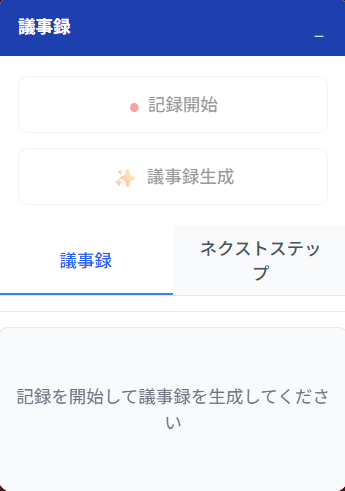 議事録
記録開始
議事録生成
議事録
ネクストステッ
プ
記録を開始して議事録を生成してくださ
い